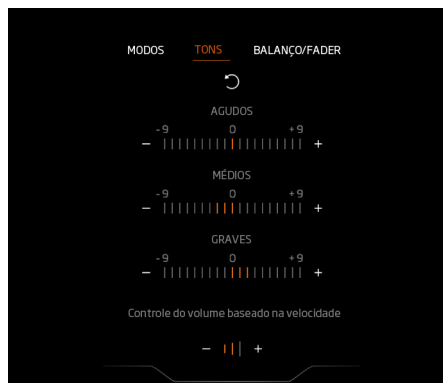 MODOS TONS BALANÇO/FADER
AGUDOS
-9 0 +9
− +
MÉDIOS
-9 0 +9
− +
GRAVES
-9 0 +9
− +
Controle do volume baseado na velocidade
− +